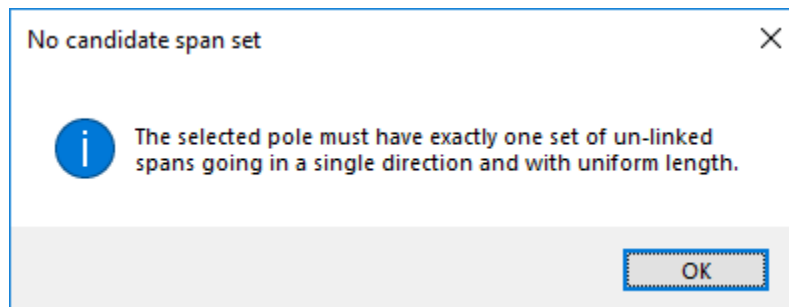 No candidate span set
The selected pole must have exactly one set of un-linked
spans going in a single direction and with uniform length.
OK